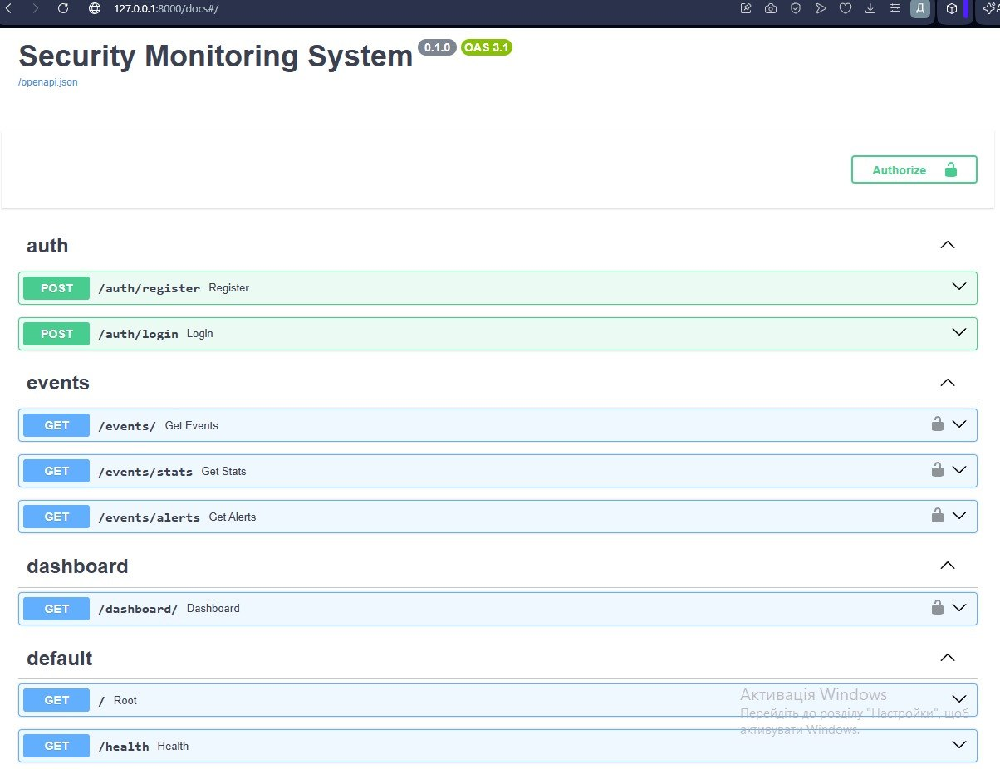 127.0.0.1:8000/docs#/
Д
Security Monitoring System 0.1.0 OAS 3.1
/openapi.json
Authorize
auth
POST /auth/register Register
POST /auth/login Login
events
GET /events/ Get Events
GET /events/stats Get Stats
GET /events/alerts Get Alerts
dashboard
GET /dashboard/ Dashboard
default
GET / Root
GET /health Health
Активація Windows
Перейдіть до розділу "Настройки", щоб
активувати Windows.